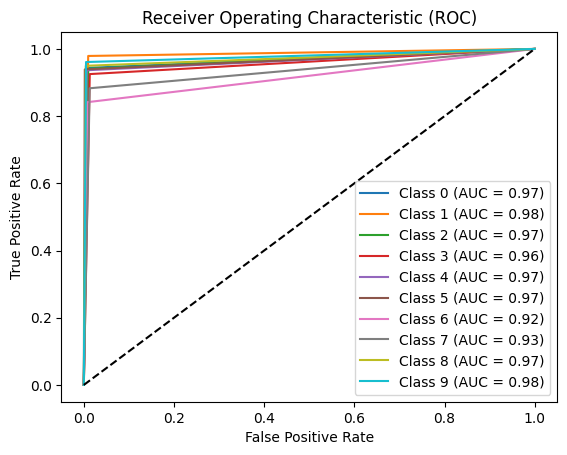 Receiver Operating Characteristic (ROC)
True Positive Rate
1.0
0.8
0.6
0.4
0.2
0.0
Class 0 (AUC = 0.97)
Class 1 (AUC = 0.98)
Class 2 (AUC = 0.97)
Class 3 (AUC = 0.96)
Class 4 (AUC = 0.97)
Class 5 (AUC = 0.97)
Class 6 (AUC = 0.92)
Class 7 (AUC = 0.93)
Class 8 (AUC = 0.97)
Class 9 (AUC = 0.98)
0.0 0.2 0.4 0.6 0.8 1.0
False Positive Rate